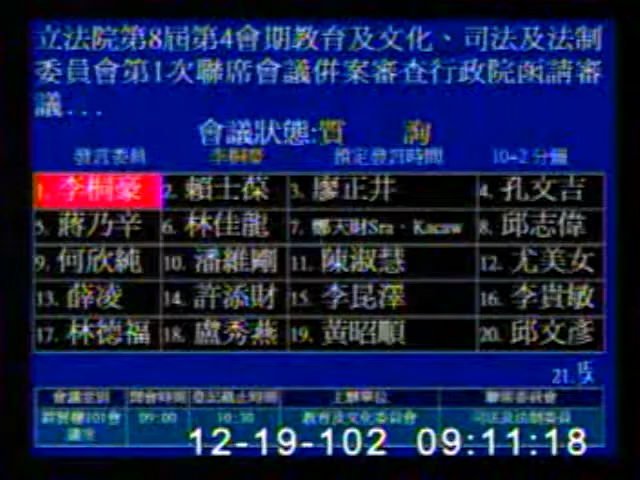 立法院第8屆第4會期教育及文化、司法及法制
委員會第1次聯席會議併案審查行政院函請審
議...
會議狀態:質 詢
發言委員 李桐豪 預定發言時間 10+2 分鐘
1. 李桐豪 2. 賴士葆 3. 廖正井 4. 孔文吉
5. 蔣乃辛 6. 林佳龍 7. 鄭天財Sra．Kacaw 8. 邱志偉
9. 何欣純 10. 潘維剛 11. 陳淑慧 12. 尤美女
13. 薛凌 14. 許添財 15. 李昆澤 16. 李貴敏
17. 林德福 18. 盧秀燕 19. 黃昭順 20. 邱文彥
21.
會議室別 開會時間 登記截止時間 主辦單位 聯席委員會
群賢樓101會 09:00 10:30 教育及文化委員會 司法及法制委員
議室
12-19-102 09:11:18